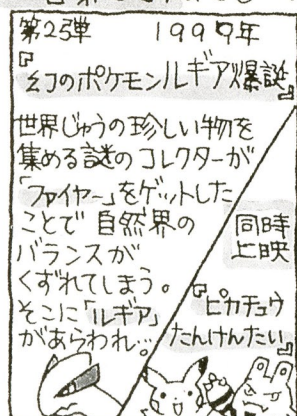 第2弾 1999年
『幻のポケモンルギア爆誕』
世界じゅうの珍しい物を
集める謎のコレクターが
「ファイヤー」をゲットした
ことで自然界の
バランスが
くずれてしまう。
そこに「ルギア」
があらわれ…
同時
上映
『ピカチュウ
たんけんたい』